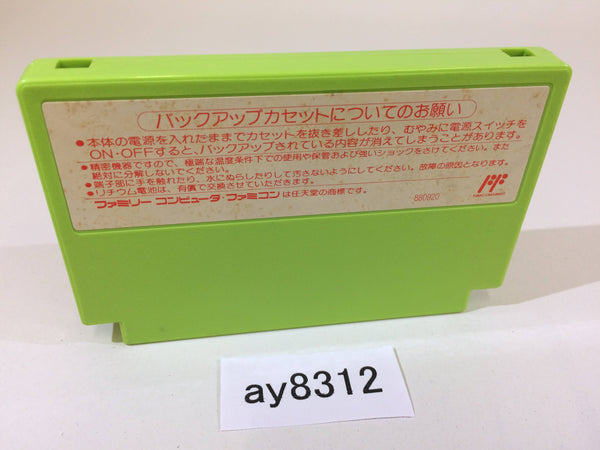 バックアップカセットについてのお願い
●本体の電源を入れたままでカセットを抜き差ししたり、むやみに電源スイッチを
ON・OFFすると、バックアップされている内容が消えてしまうことがあります。
●精密機器ですので、極端な温度条件下での使用や保管および強いショックをさけてください。また
絶対に分解しないでください。
●端子部に手を触れたり、水にぬらしたりして汚さないようにしてください。故障の原因となります。
●リチウム電池は、有償で交換させていただきます。
ファミリーコンピュータ・ファミコンは任天堂の商標です。
880920
ay8312